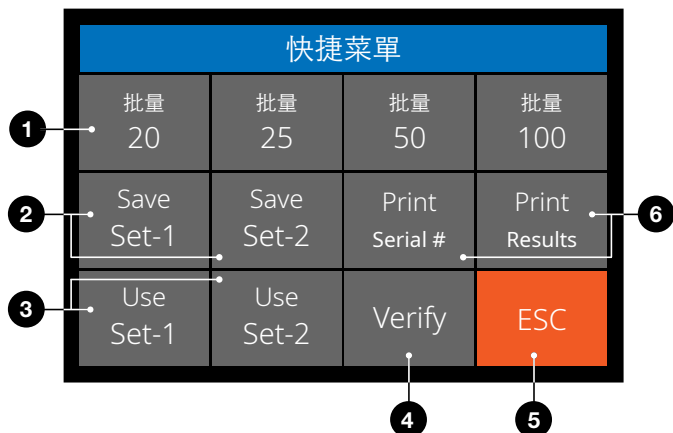 快捷菜單
批量 批量 批量 批量
1 20 25 50 100
2 Save Save Print Print 6
Set-1 Set-2 Serial # Results
3 Use Use Verify ESC
Set-1 Set-2
4 5